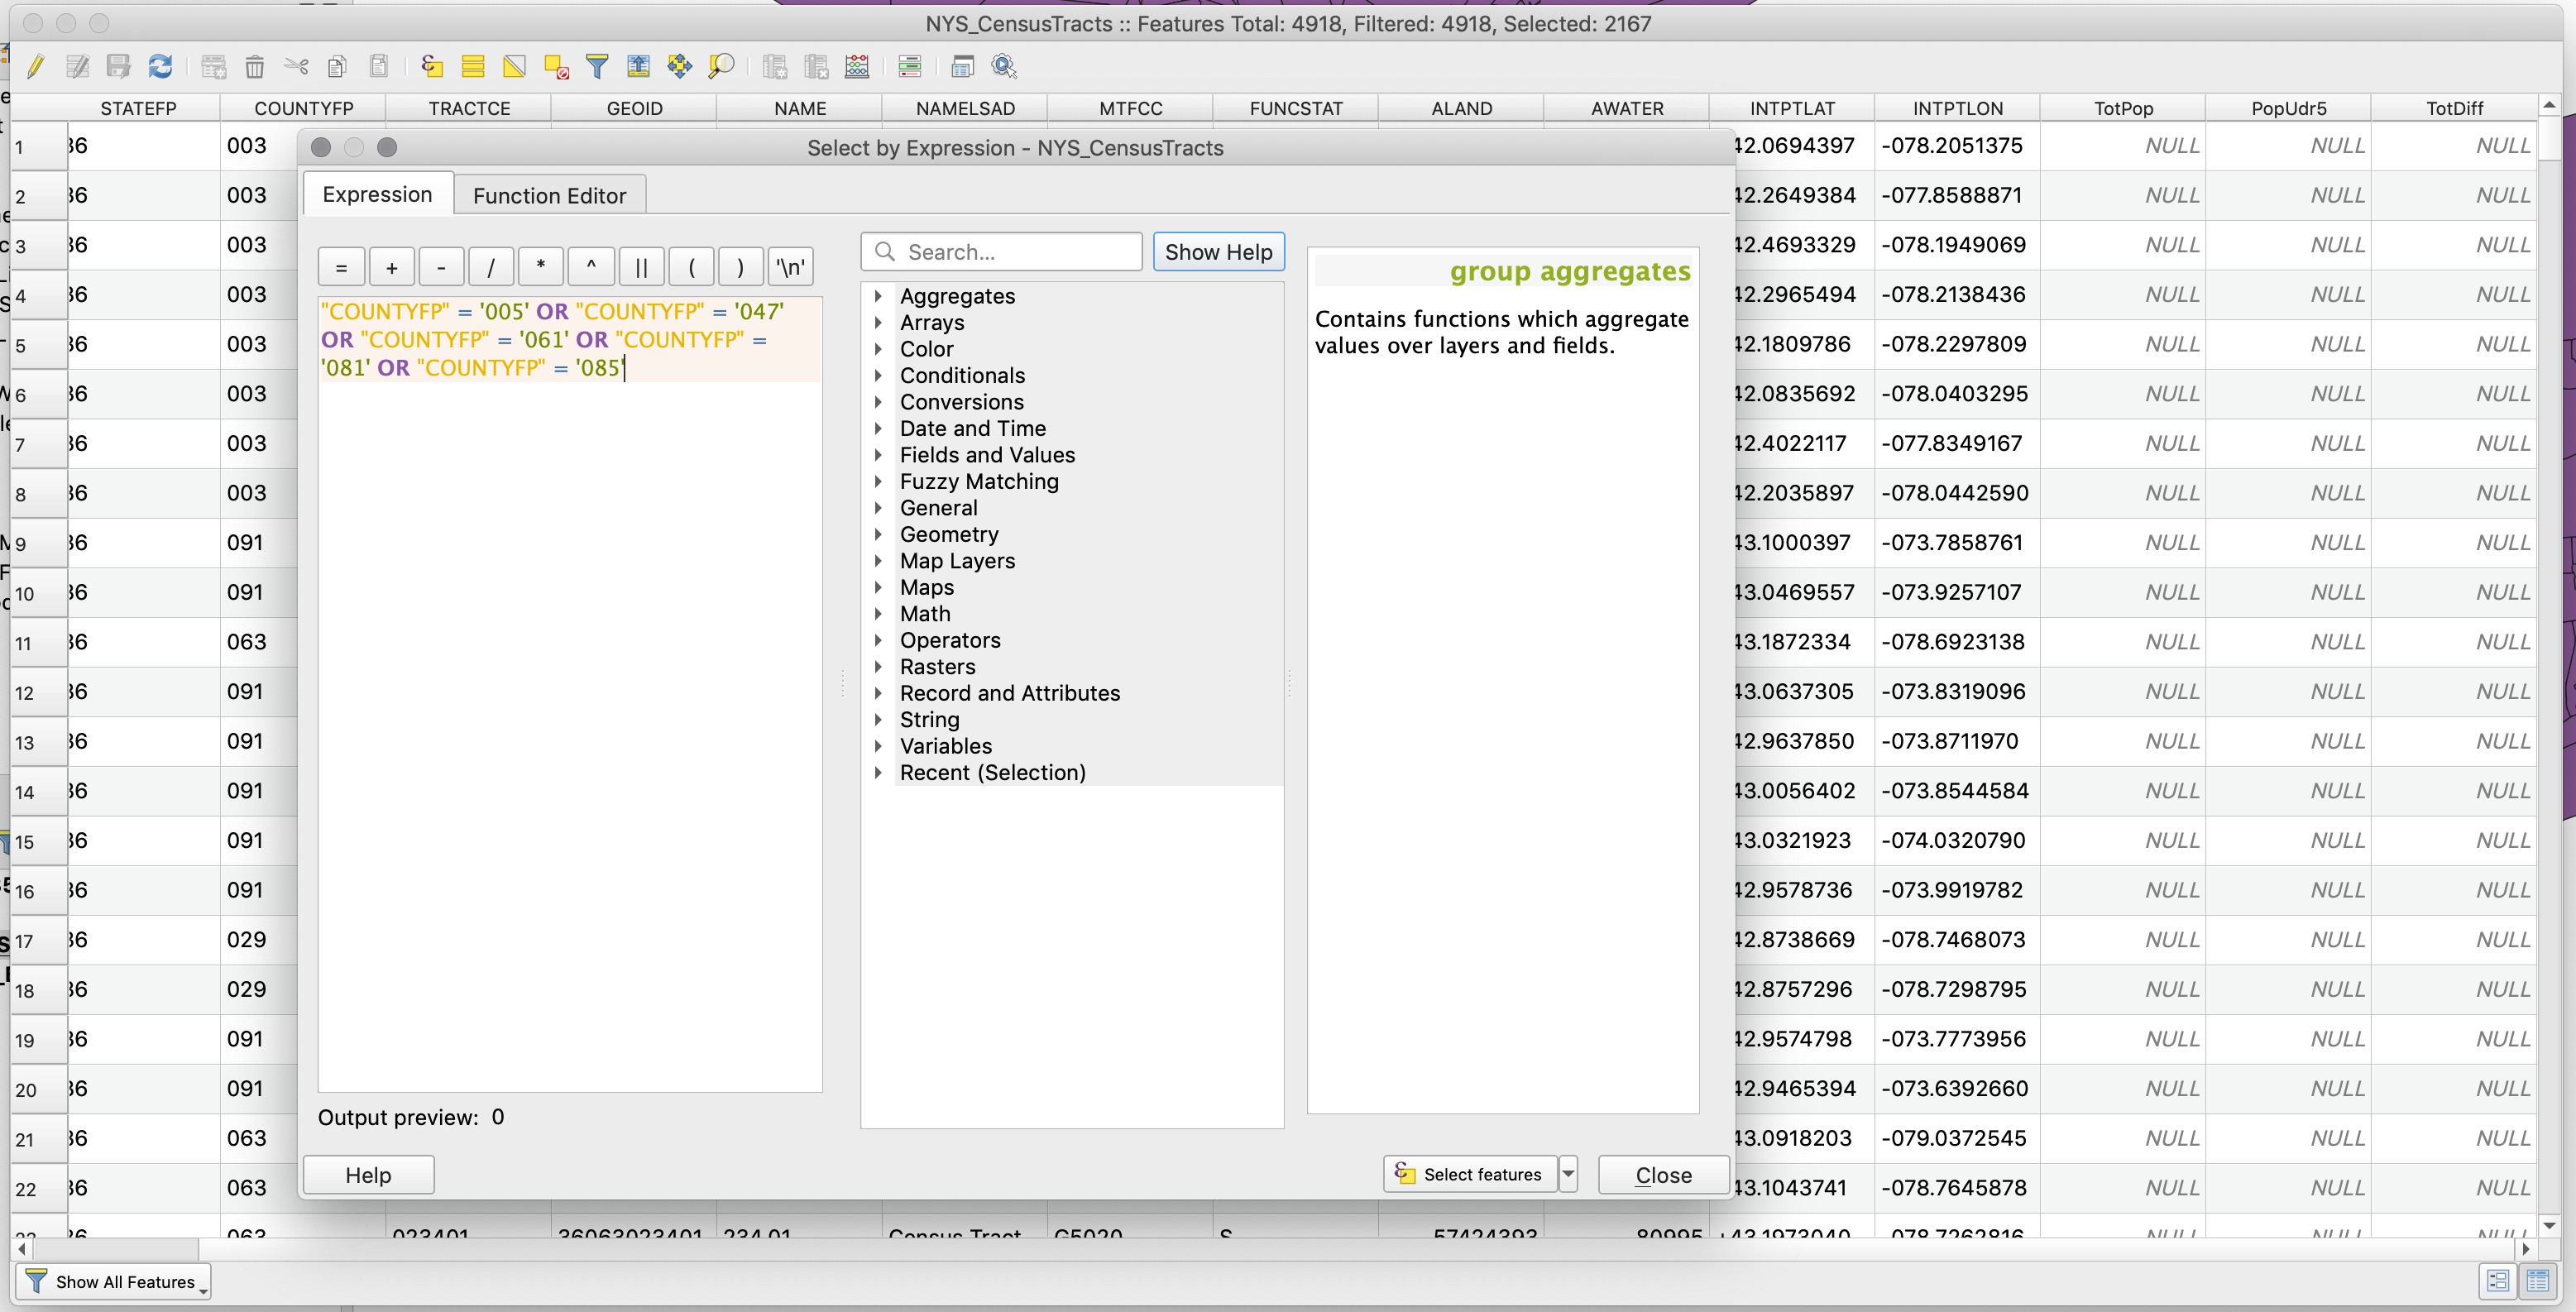 NYS_CensusTracts :: Features Total: 4918, Filtered: 4918, Selected: 2167
STATEFP COUNTYFP TRACTCE GEOID NAME NAMELSAD MTFCC FUNCSTAT ALAND AWATER INTPTLAT INTPTLON TotPop PopUdr5 TotDiff
1 36 003 42.0694397 -078.2051375 NULL NULL NULL
2 36 003 42.2649384 -077.8588871 NULL NULL NULL
3 36 003 42.4693329 -078.1949069 NULL NULL NULL
4 36 003 42.2965494 -078.2138436 NULL NULL NULL
5 36 003 42.1809786 -078.2297809 NULL NULL NULL
6 36 003 42.0835692 -078.0403295 NULL NULL NULL
7 36 003 42.4022117 -077.8349167 NULL NULL NULL
8 36 003 42.2035897 -078.0442590 NULL NULL NULL
9 36 091 43.1000397 -073.7858761 NULL NULL NULL
10 36 091 43.0469557 -073.9257107 NULL NULL NULL
11 36 063 43.1872334 -078.6923138 NULL NULL NULL
12 36 091 43.0637305 -073.8319096 NULL NULL NULL
13 36 091 42.9637850 -073.8711970 NULL NULL NULL
14 36 091 43.0056402 -073.8544584 NULL NULL NULL
15 36 091 43.0321923 -074.0320790 NULL NULL NULL
16 36 091 42.9578736 -073.9919782 NULL NULL NULL
17 36 029 42.8738669 -078.7468073 NULL NULL NULL
18 36 029 42.8757296 -078.7298795 NULL NULL NULL
19 36 091 42.9574798 -073.7773956 NULL NULL NULL
20 36 091 42.9465394 -073.6392660 NULL NULL NULL
21 36 063 43.0918203 -079.0372545 NULL NULL NULL
22 36 063 43.1043741 -078.7645878 NULL NULL NULL
23 36 063 023401 36063023401 234.01 Census Tract G5020 S 57424393 80995 +43.1973040 -078.7262816 NULL NULL NULL
Show All Features
Select by Expression - NYS_CensusTracts
Expression Function Editor
= + - / * ^ || ( ) '\n'
"COUNTYFP" = '005' OR "COUNTYFP" = '047'
OR "COUNTYFP" = '061' OR "COUNTYFP" =
'081' OR "COUNTYFP" = '085'
Output preview: 0
Search... Show Help
Aggregates
Arrays
Color
Conditionals
Conversions
Date and Time
Fields and Values
Fuzzy Matching
General
Geometry
Map Layers
Maps
Math
Operators
Rasters
Record and Attributes
String
Variables
Recent (Selection)
group aggregates
Contains functions which aggregate
values over layers and fields.
Help Select features Close